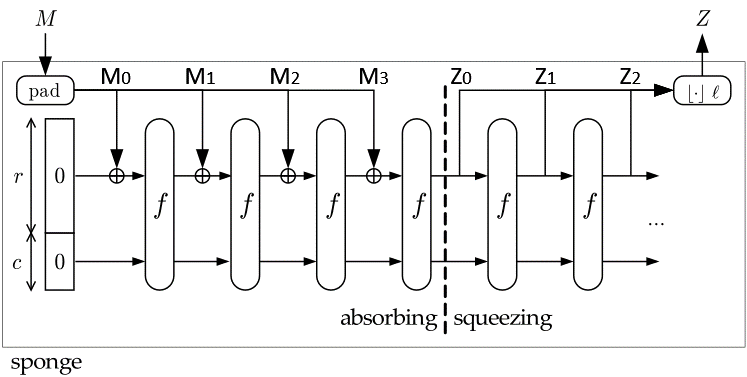 M Z
pad M0 M1 M2 M3 Z0 Z1 Z2 ⌊·⌋ ℓ
r 0 f f f f f f
...
c 0
absorbing squeezing
sponge